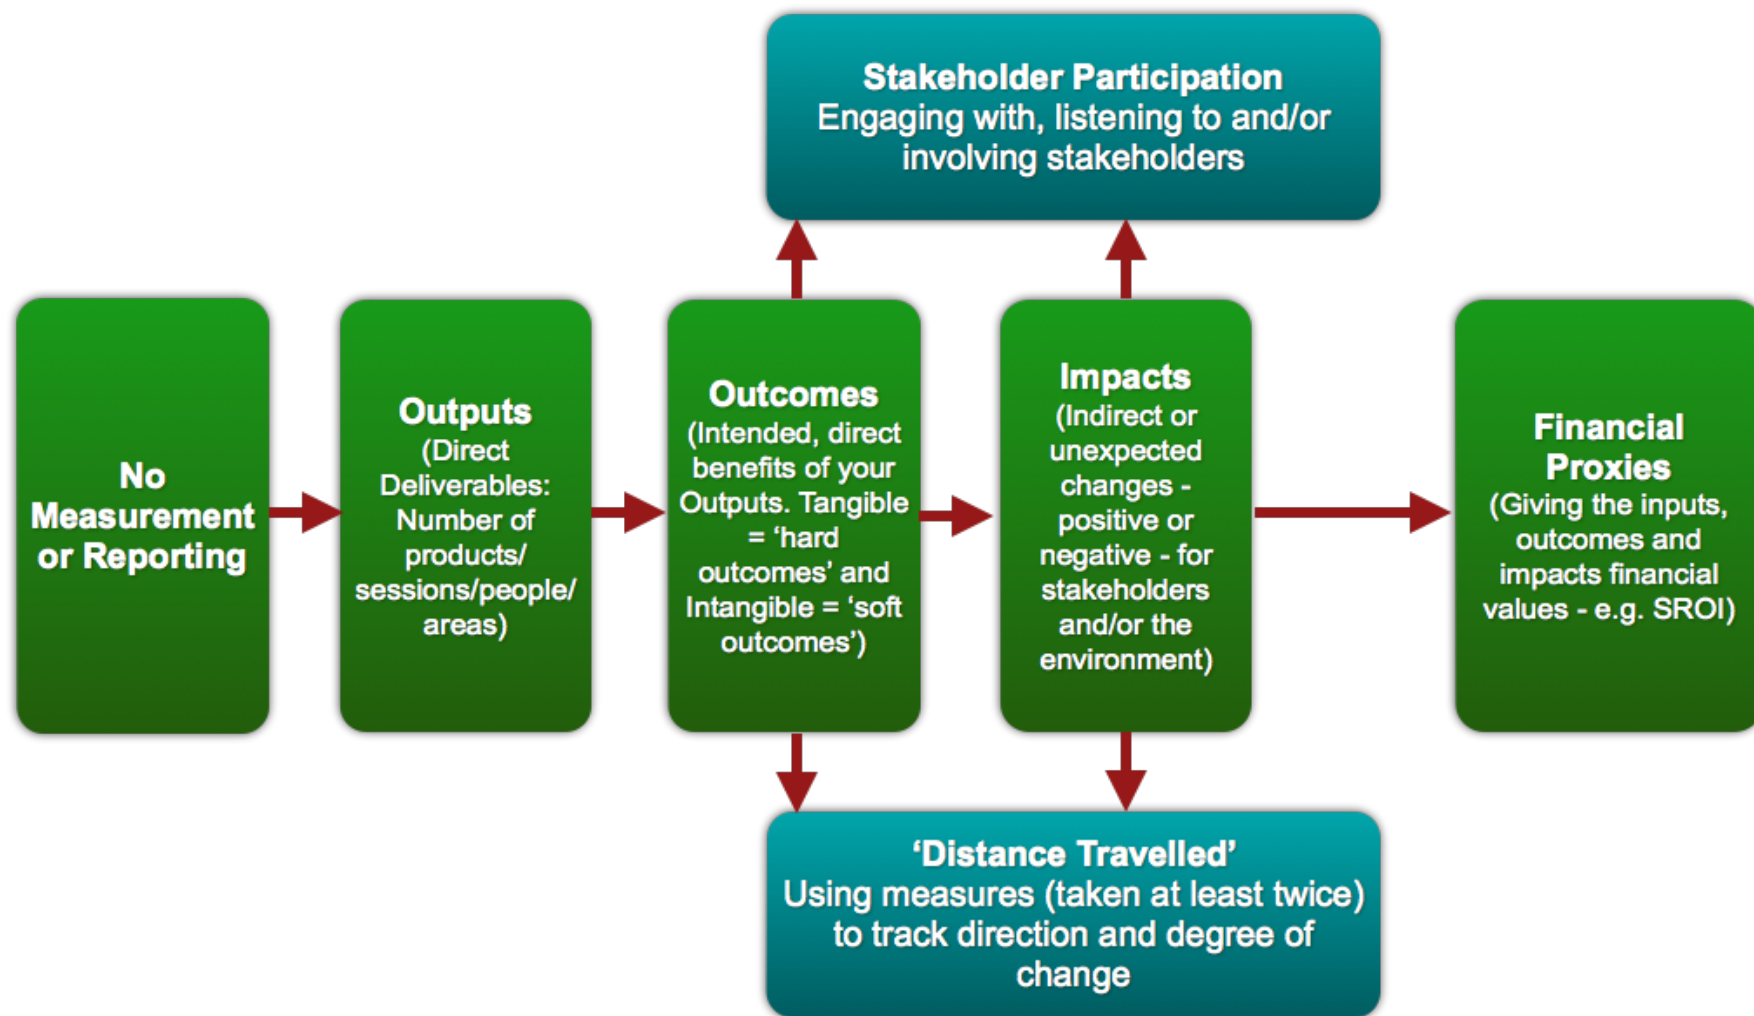 Stakeholder Participation
Engaging with, listening to and/or
involving stakeholders
No
Measurement
or Reporting
Outputs
(Direct
Deliverables:
Number of
products/
sessions/people/
areas)
Outcomes
(Intended, direct
benefits of your
Outputs. Tangible
= ‘hard
outcomes’ and
Intangible = ‘soft
outcomes’)
Impacts
(Indirect or
unexpected
changes -
positive or
negative - for
stakeholders
and/or the
environment)
Financial
Proxies
(Giving the inputs,
outcomes and
impacts financial
values - e.g. SROI)
‘Distance Travelled’
Using measures (taken at least twice)
to track direction and degree of
change